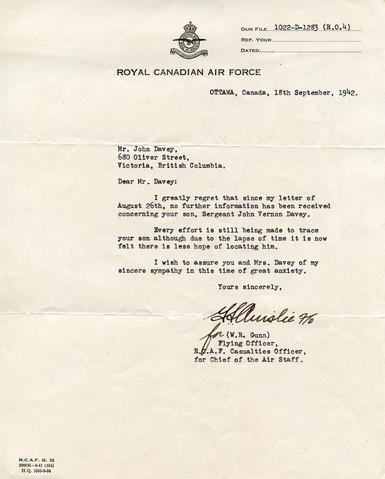 OUR FILE 1022-D-1283 (R.O.4)
REF. YOUR
DATED
ROYAL CANADIAN AIR FORCE
OTTAWA, Canada, 18th September, 1942.
Mr. John Davey,
680 Oliver Street,
Victoria, British Columbia.
Dear Mr. Davey:
I greatly regret that since my letter of
August 26th, no further information has been received
concerning your son, Sergeant John Vernon Davey.
Every effort is still being made to trace
your son although due to the lapse of time it is now
felt there is less hope of locating him.
I wish to assure you and Mrs. Davey of my
sincere sympathy in this time of great anxiety.
Yours sincerely,
for (W.R. Gunn)
Flying Officer,
R.C.A.F. Casualties Officer,
for Chief of the Air Staff.
R.C.A.F. G. 32